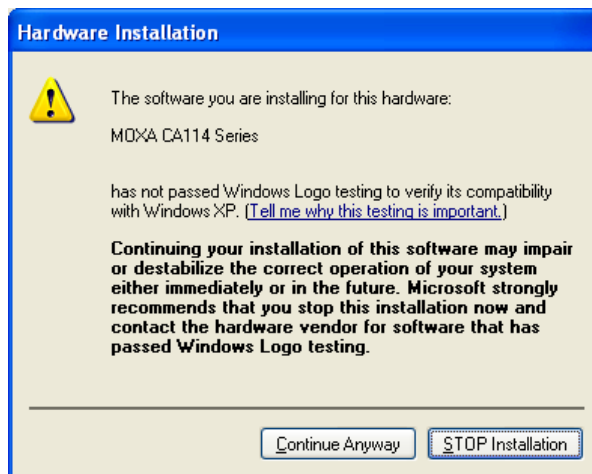 Hardware Installation
The software you are installing for this hardware:
MOXA CA114 Series
has not passed Windows Logo testing to verify its compatibility
with Windows XP. (Tell me why this testing is important.)
Continuing your installation of this software may impair
or destabilize the correct operation of your system
either immediately or in the future. Microsoft strongly
recommends that you stop this installation now and
contact the hardware vendor for software that has
passed Windows Logo testing.
Continue Anyway
STOP Installation